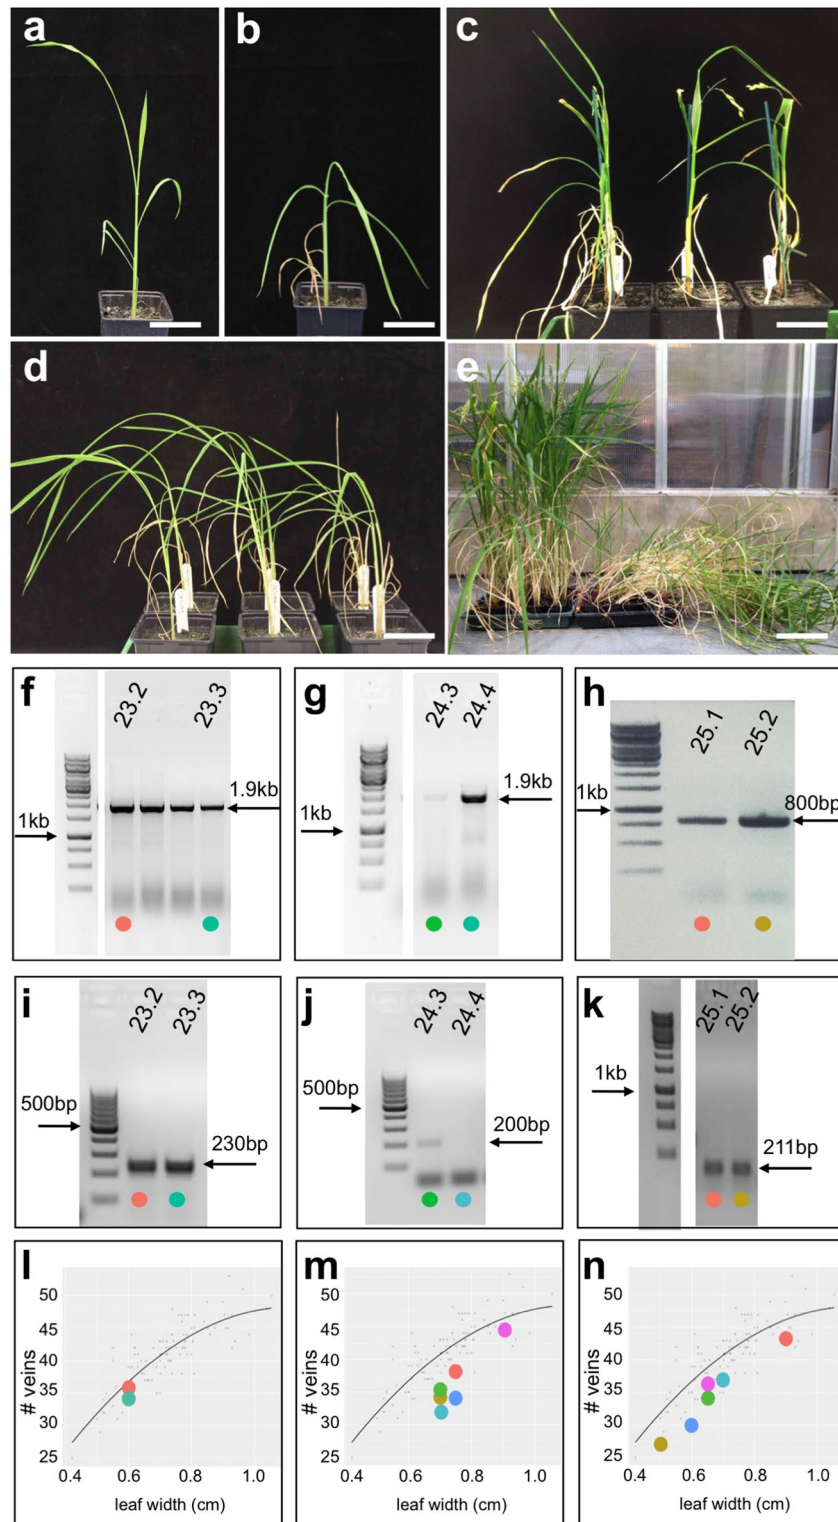 a
b
c
d
e
f
23.2
23.3
1.9kb
1kb
g
24.3
24.4
1.9kb
1kb
h
25.1
25.2
1kb
800bp
i
23.2
23.3
500bp
230bp
j
24.3
24.4
500bp
200bp
k
25.1
25.2
1kb
211bp
l
50
45
40
35
30
25
# veins
0.4
0.6
0.8
1.0
leaf width (cm)
m
50
45
40
35
30
25
# veins
0.4
0.6
0.8
1.0
leaf width (cm)
n
50
45
40
35
30
25
# veins
0.4
0.6
0.8
1.0
leaf width (cm)